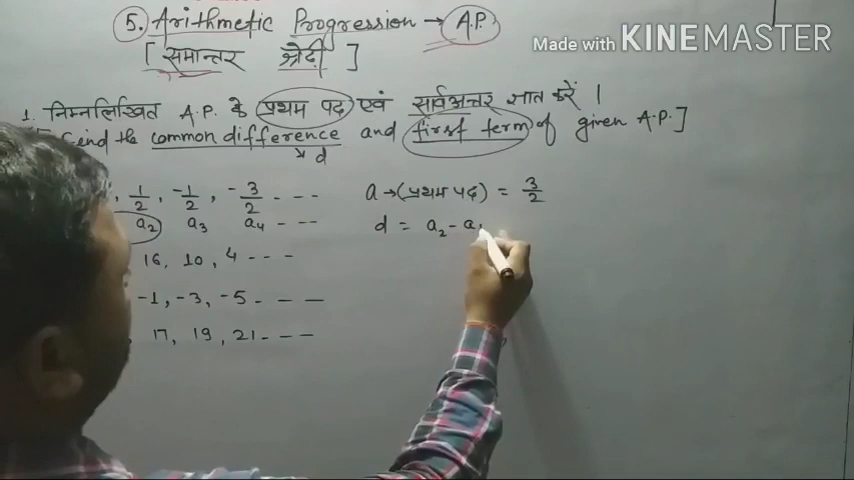 5. Arithmetic Progression → A.P.
Made with KINEMASTER
[ समान्तर श्रेढ़ी ]
1. निम्नलिखित A.P. के प्रथम पद एवं सार्वअन्तर ज्ञात करें |
the common difference and first term of given A.P.]
d
1/2, -1/2, -3/2 - - -
a2 a3 a4 - - -
16, 10, 4 - - -
-1, -3, -5 - - -
17, 19, 21 - - -
a → (प्रथम पद) = 3/2
d = a2 - a1